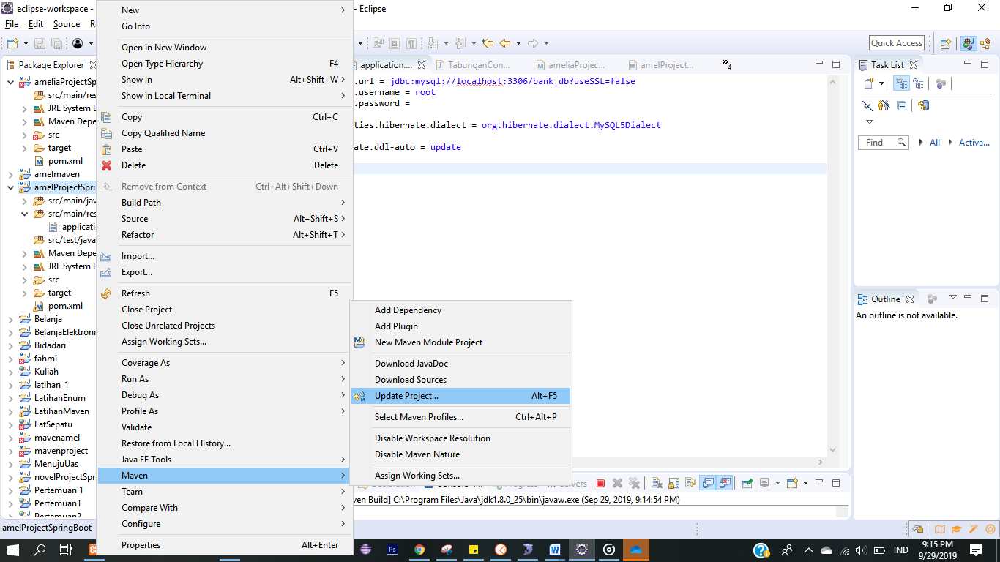 eclipse-workspace -
- Eclipse
File Edit Source R
Quick Access
Package Explorer
ameliaProjectS
src/main/res
JRE System L
Maven Depe
src
target
pom.xml
amelmaven
amelProjectSpri
src/main/jav
src/main/res
applicati
src/test/java
Maven Depe
JRE System L
src
target
pom.xml
Belanja
BelanjaElektroni
Bidadari
fahmi
Kuliah
latihan_1
LatihanEnum
LatihanMaven
LatSepatu
mavenamel
mavenproject
MenujuUas
novelProjectSpr
Pertemuan 1
Pertemuan1
Pertemuan2
amelProjectSpringBoot
New
Go Into
Open in New Window
Open Type Hierarchy F4
Show In Alt+Shift+W
Show in Local Terminal
Copy Ctrl+C
Copy Qualified Name
Paste Ctrl+V
Delete Delete
Remove from Context Ctrl+Alt+Shift+Down
Build Path
Source Alt+Shift+S
Refactor Alt+Shift+T
Import...
Export...
Refresh F5
Close Project
Close Unrelated Projects
Assign Working Sets...
Coverage As
Run As
Debug As
Profile As
Validate
Restore from Local History...
Java EE Tools
Maven
Team
Compare With
Configure
Properties Alt+Enter
Add Dependency
Add Plugin
New Maven Module Project
Download JavaDoc
Download Sources
Update Project... Alt+F5
Select Maven Profiles... Ctrl+Alt+P
Disable Workspace Resolution
Disable Maven Nature
Assign Working Sets...
application.... TabunganCon... ameliaProjec... amelProject... »4
.url = jdbc:mysql://localhost:3306/bank_db?useSSL=false
.username = root
.password =
ties.hibernate.dialect = org.hibernate.dialect.MySQL5Dialect
ate.ddl-auto = update
Servers
ven Build] C:\Program Files\Java\jdk1.8.0_25\bin\javaw.exe (Sep 29, 2019, 9:14:54 PM)
Task List
Find All Activa...
Outline
An outline is not available.
IND
9:15 PM
9/29/2019